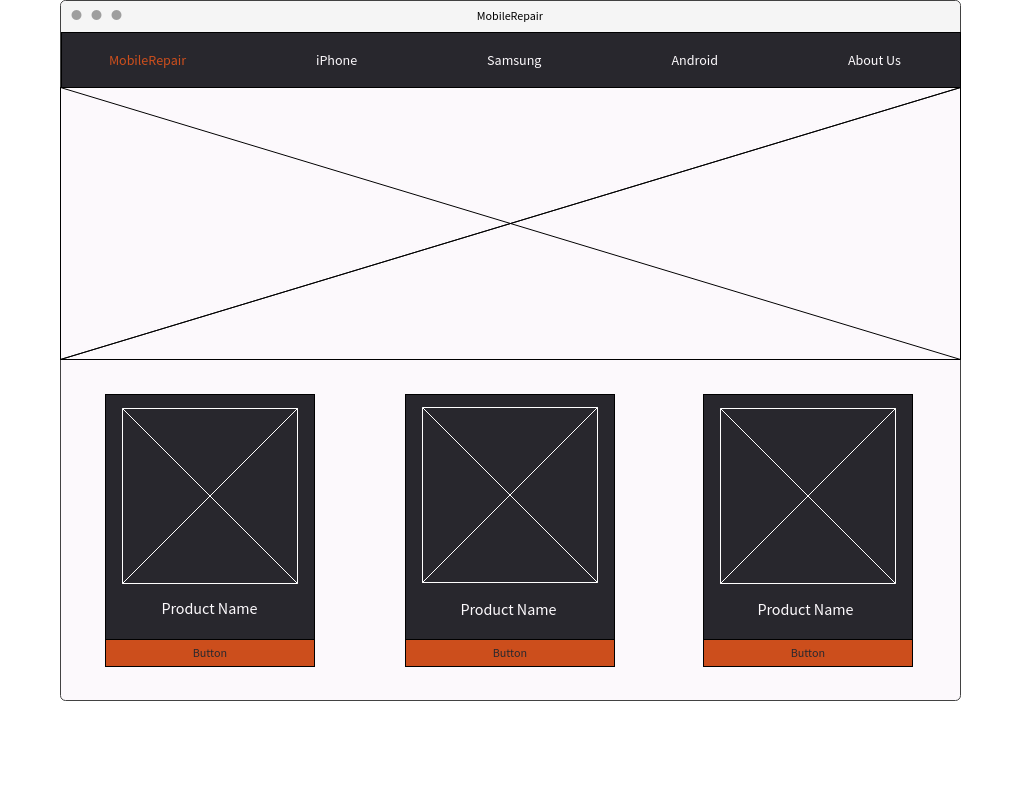 MobileRepair
MobileRepair iPhone Samsung Android About Us
Product Name Product Name Product Name
Button Button Button